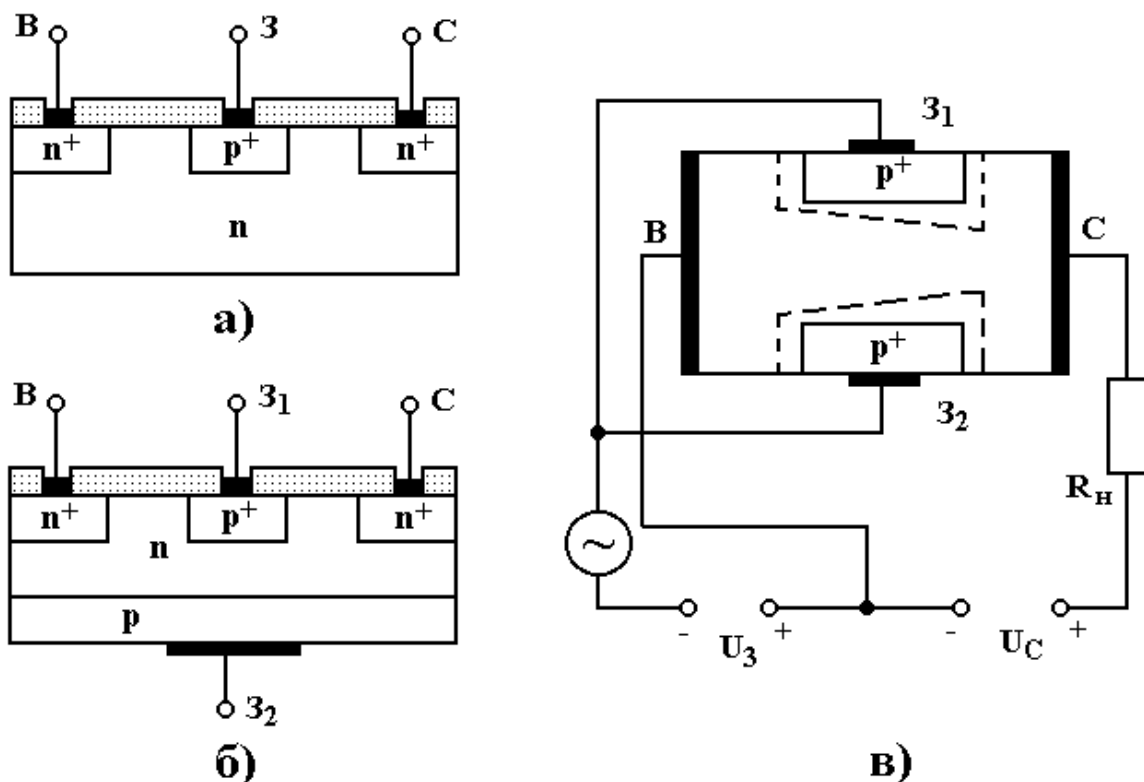 В З С
n⁺ p⁺ n⁺
n
а)
В З₁ С
n⁺ p⁺ n⁺
n
p
З₂
б)
З₁
p⁺
В С
p⁺
З₂
Rн
~
- + - +
UЗ UС
в)